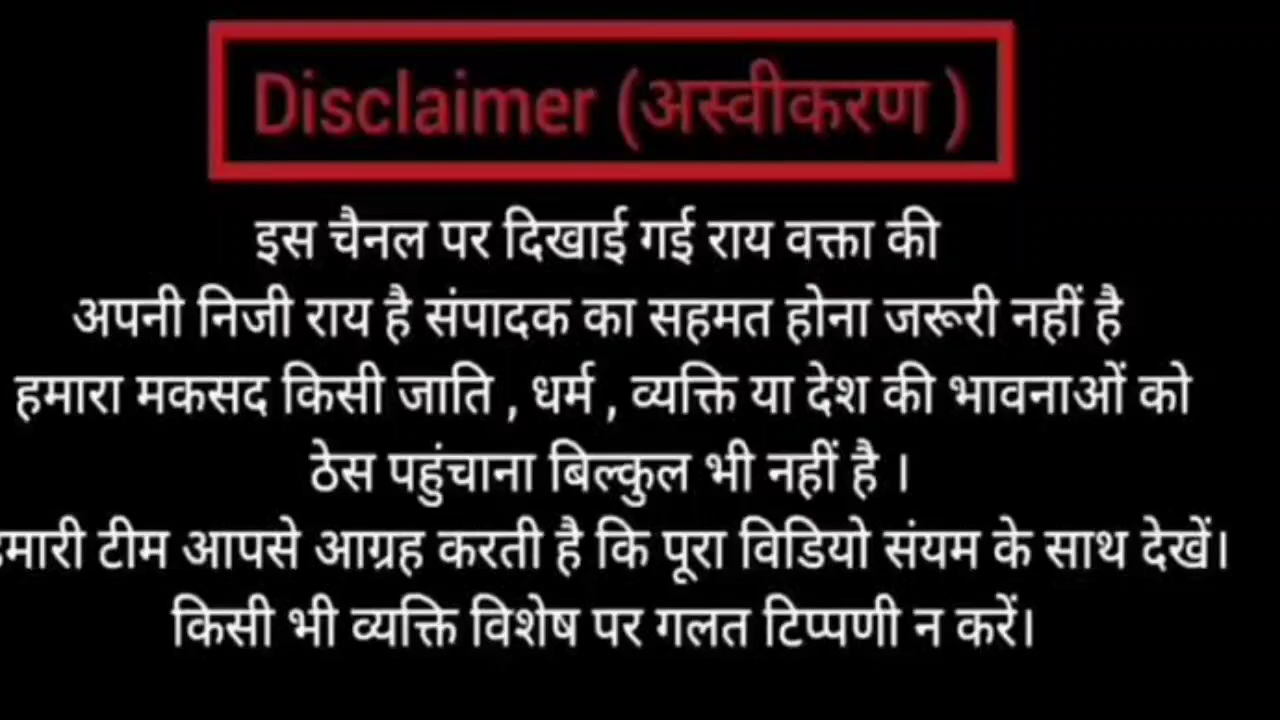 Disclaimer (अस्वीकरण )
इस चैनल पर दिखाई गई राय वक्ता की
अपनी निजी राय है संपादक का सहमत होना जरूरी नहीं है
हमारा मकसद किसी जाति , धर्म , व्यक्ति या देश की भावनाओं को
ठेस पहुंचाना बिल्कुल भी नहीं है ।
हमारी टीम आपसे आग्रह करती है कि पूरा विडियो संयम के साथ देखें।
किसी भी व्यक्ति विशेष पर गलत टिप्पणी न करें।